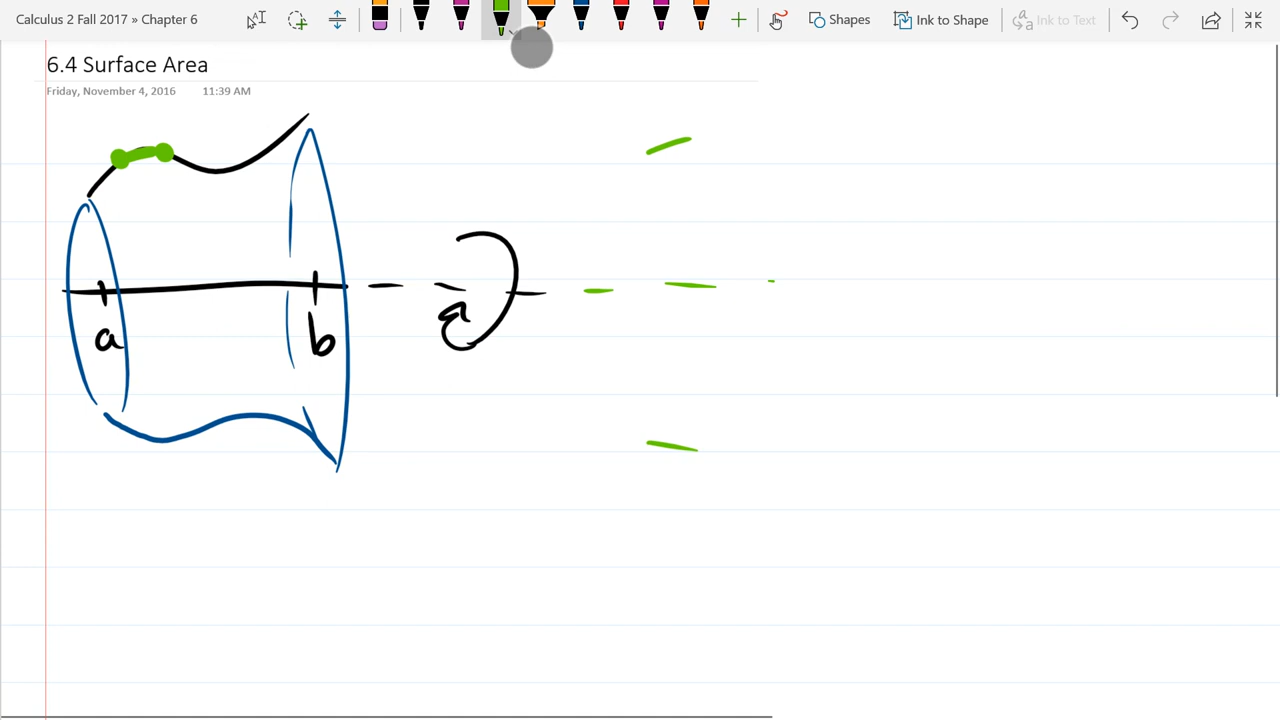 Calculus 2 Fall 2017 » Chapter 6
Shapes
Ink to Shape
Ink to Text
6.4 Surface Area
Friday, November 4, 2016 11:39 AM
a
b